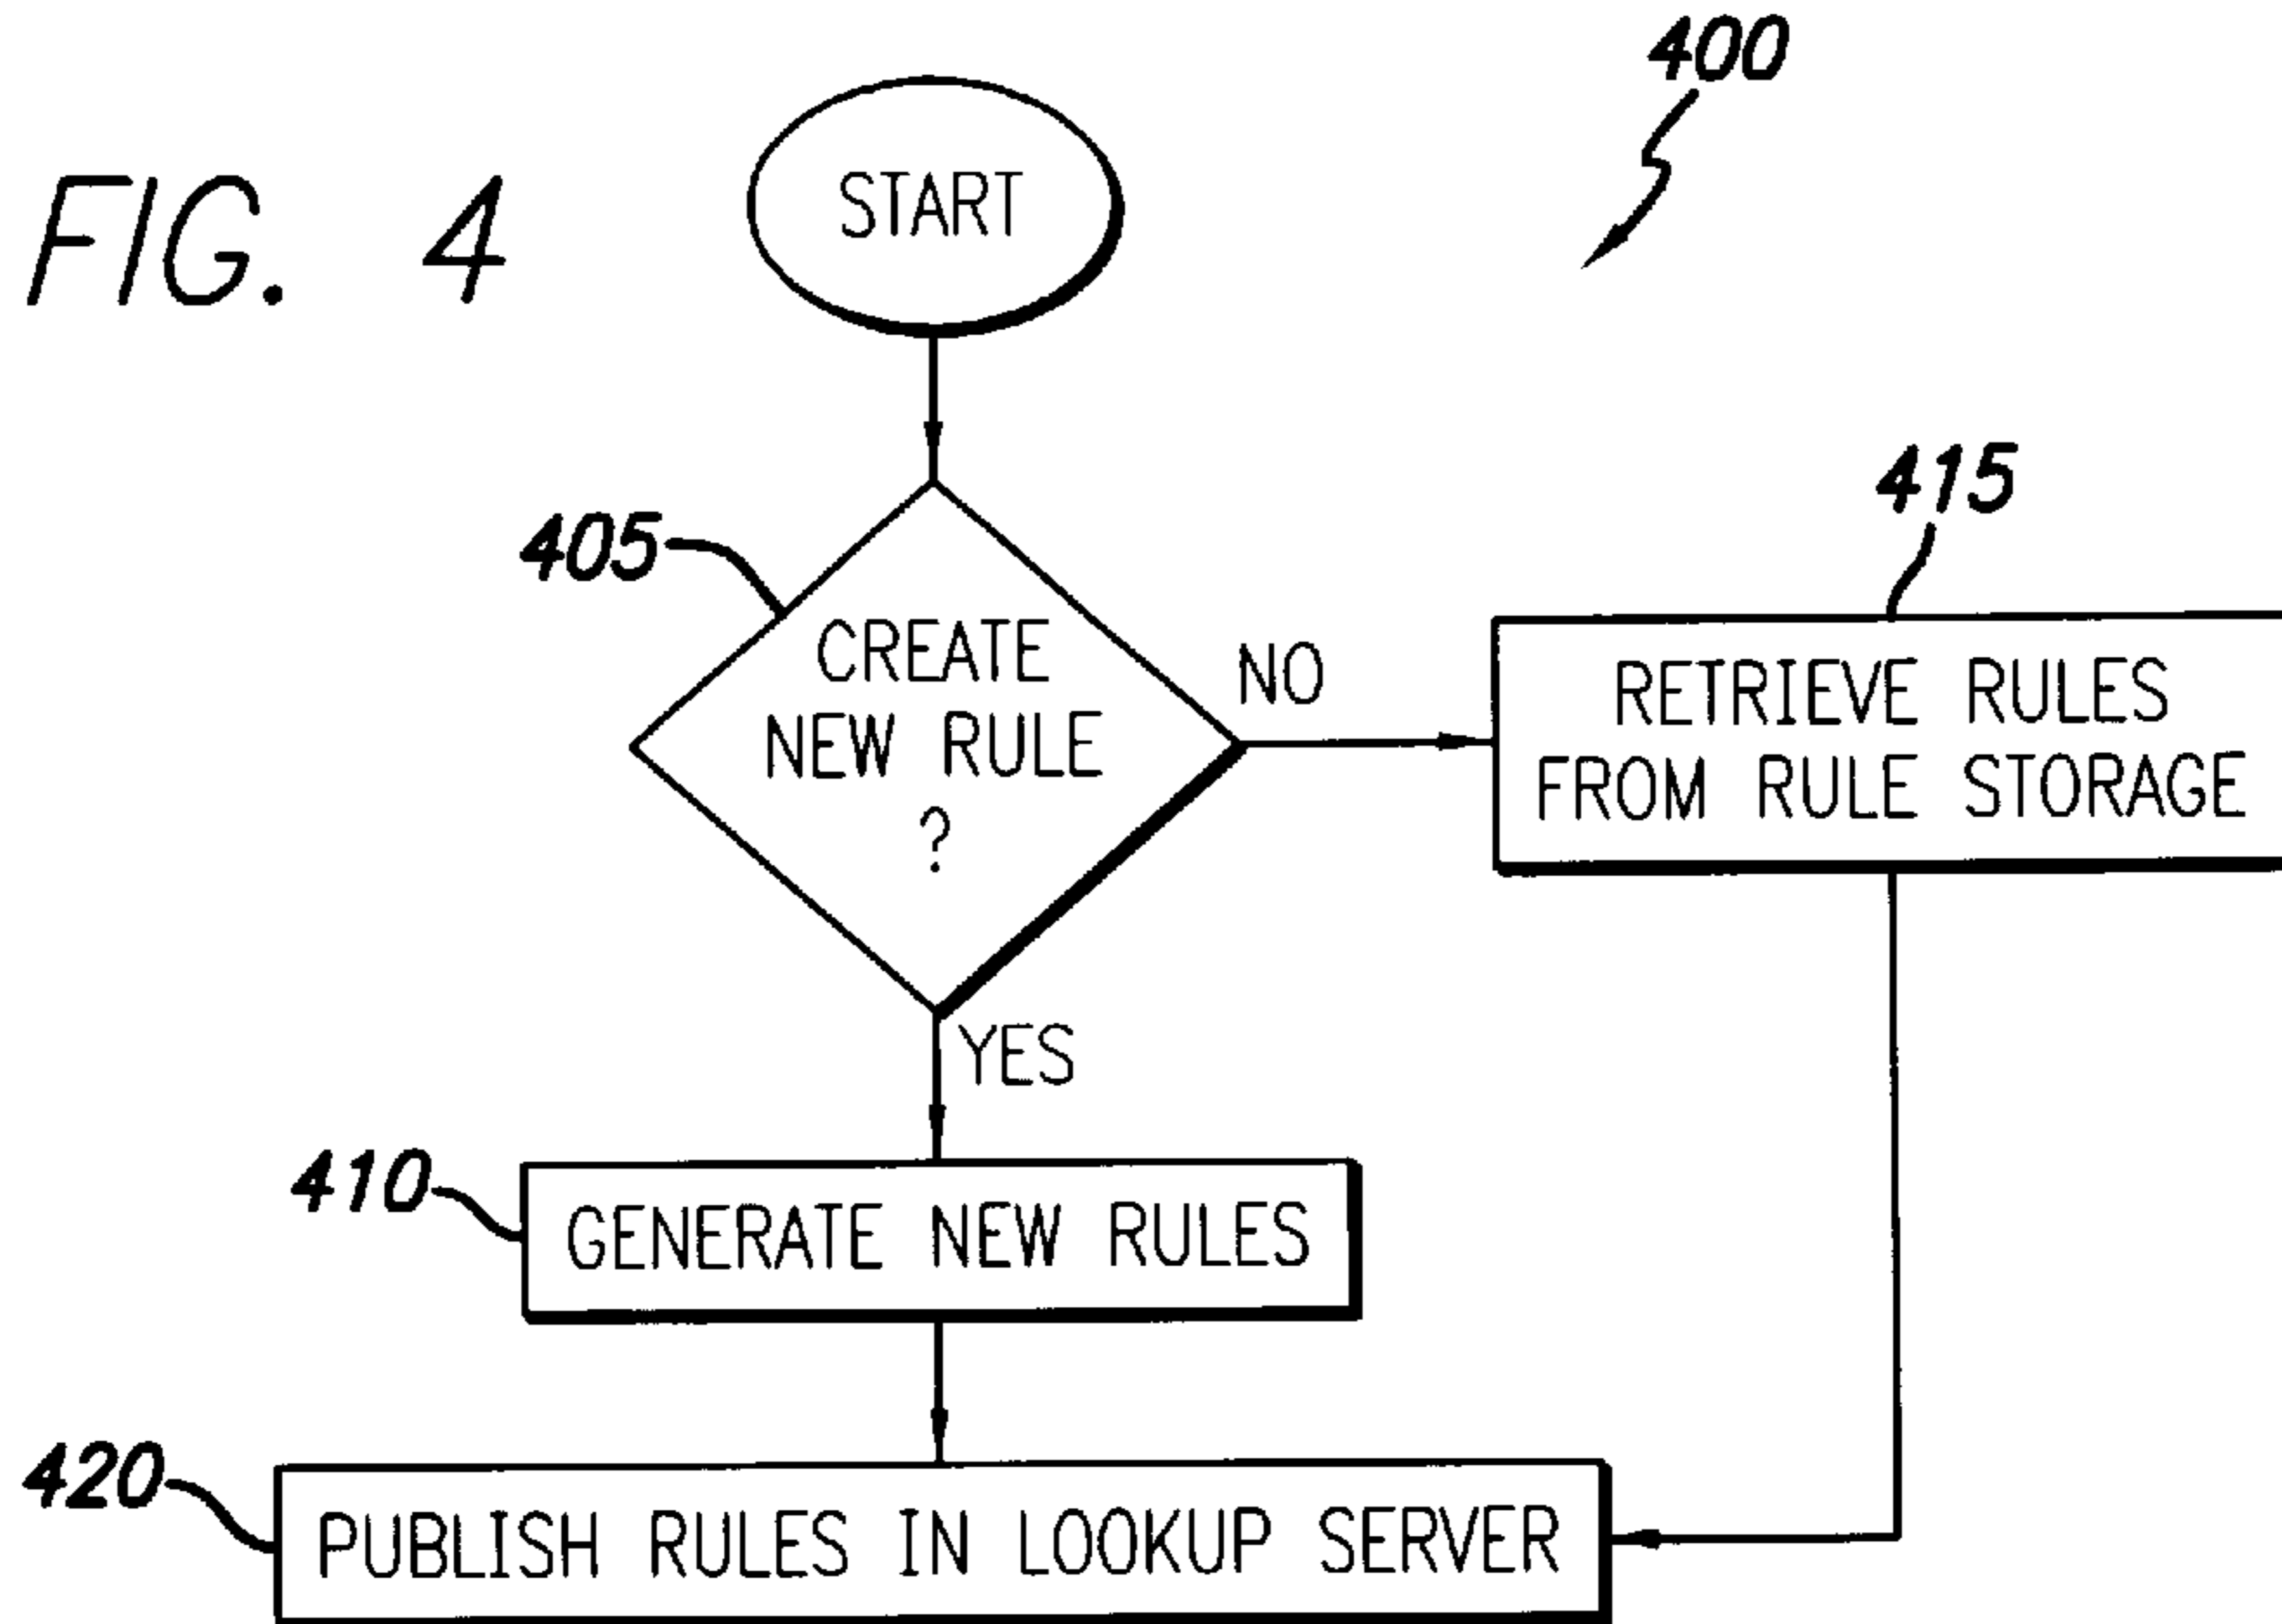 FIG. 4
400
START
405
CREATE
NEW RULE
?
NO
415
RETRIEVE RULES
FROM RULE STORAGE
YES
410
GENERATE NEW RULES
420
PUBLISH RULES IN LOOKUP SERVER